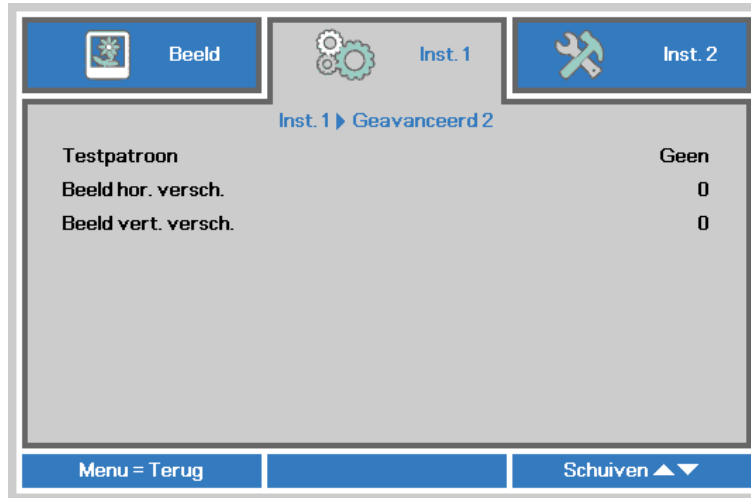 Beeld
Inst. 1
Inst. 2
Inst. 1 ▶ Geavanceerd 2
Testpatroon Geen
Beeld hor. versch. 0
Beeld vert. versch. 0
Menu = Terug
Schuiven ▲▼